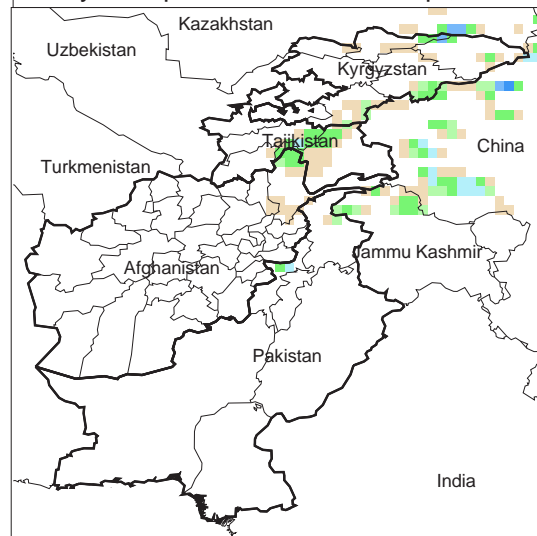 Kazakhstan
Uzbekistan
Kyrgyzstan
Tajikistan
China
Turkmenistan
Jammu Kashmir
Afghanistan
Pakistan
India